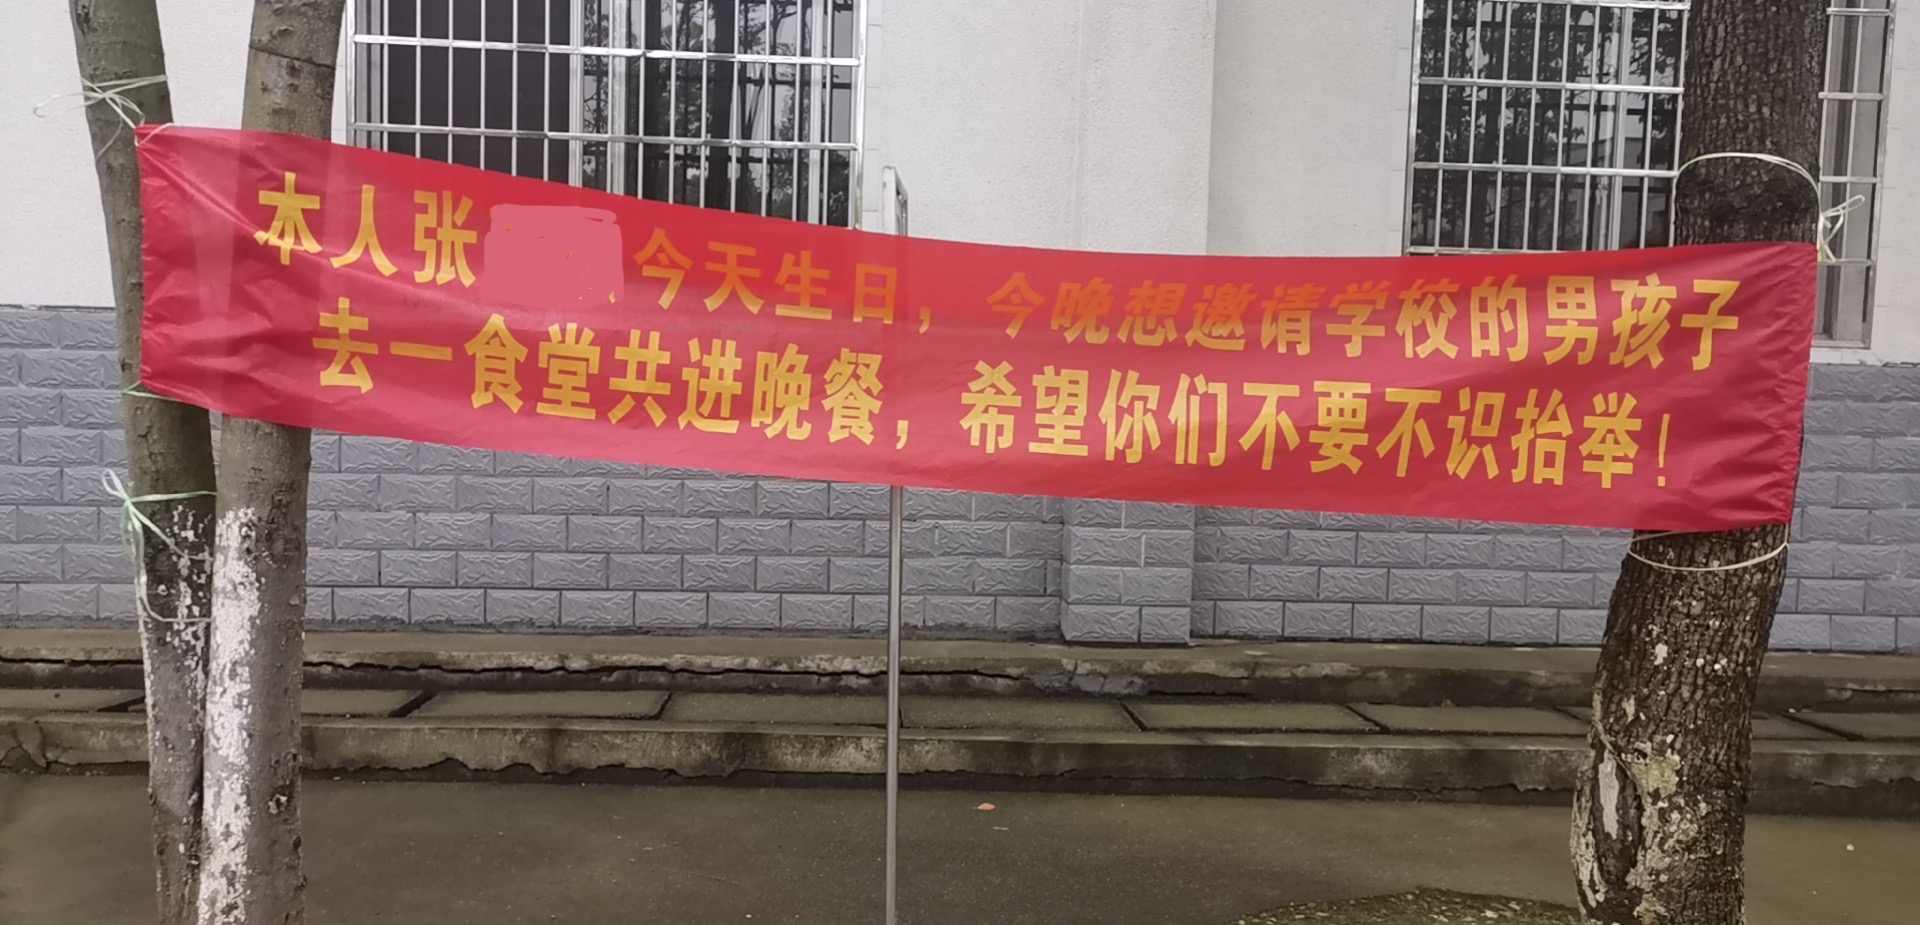 本人张 今天生日，今晚想邀请学校的男孩子
去一食堂共进晚餐，希望你们不要不识抬举！